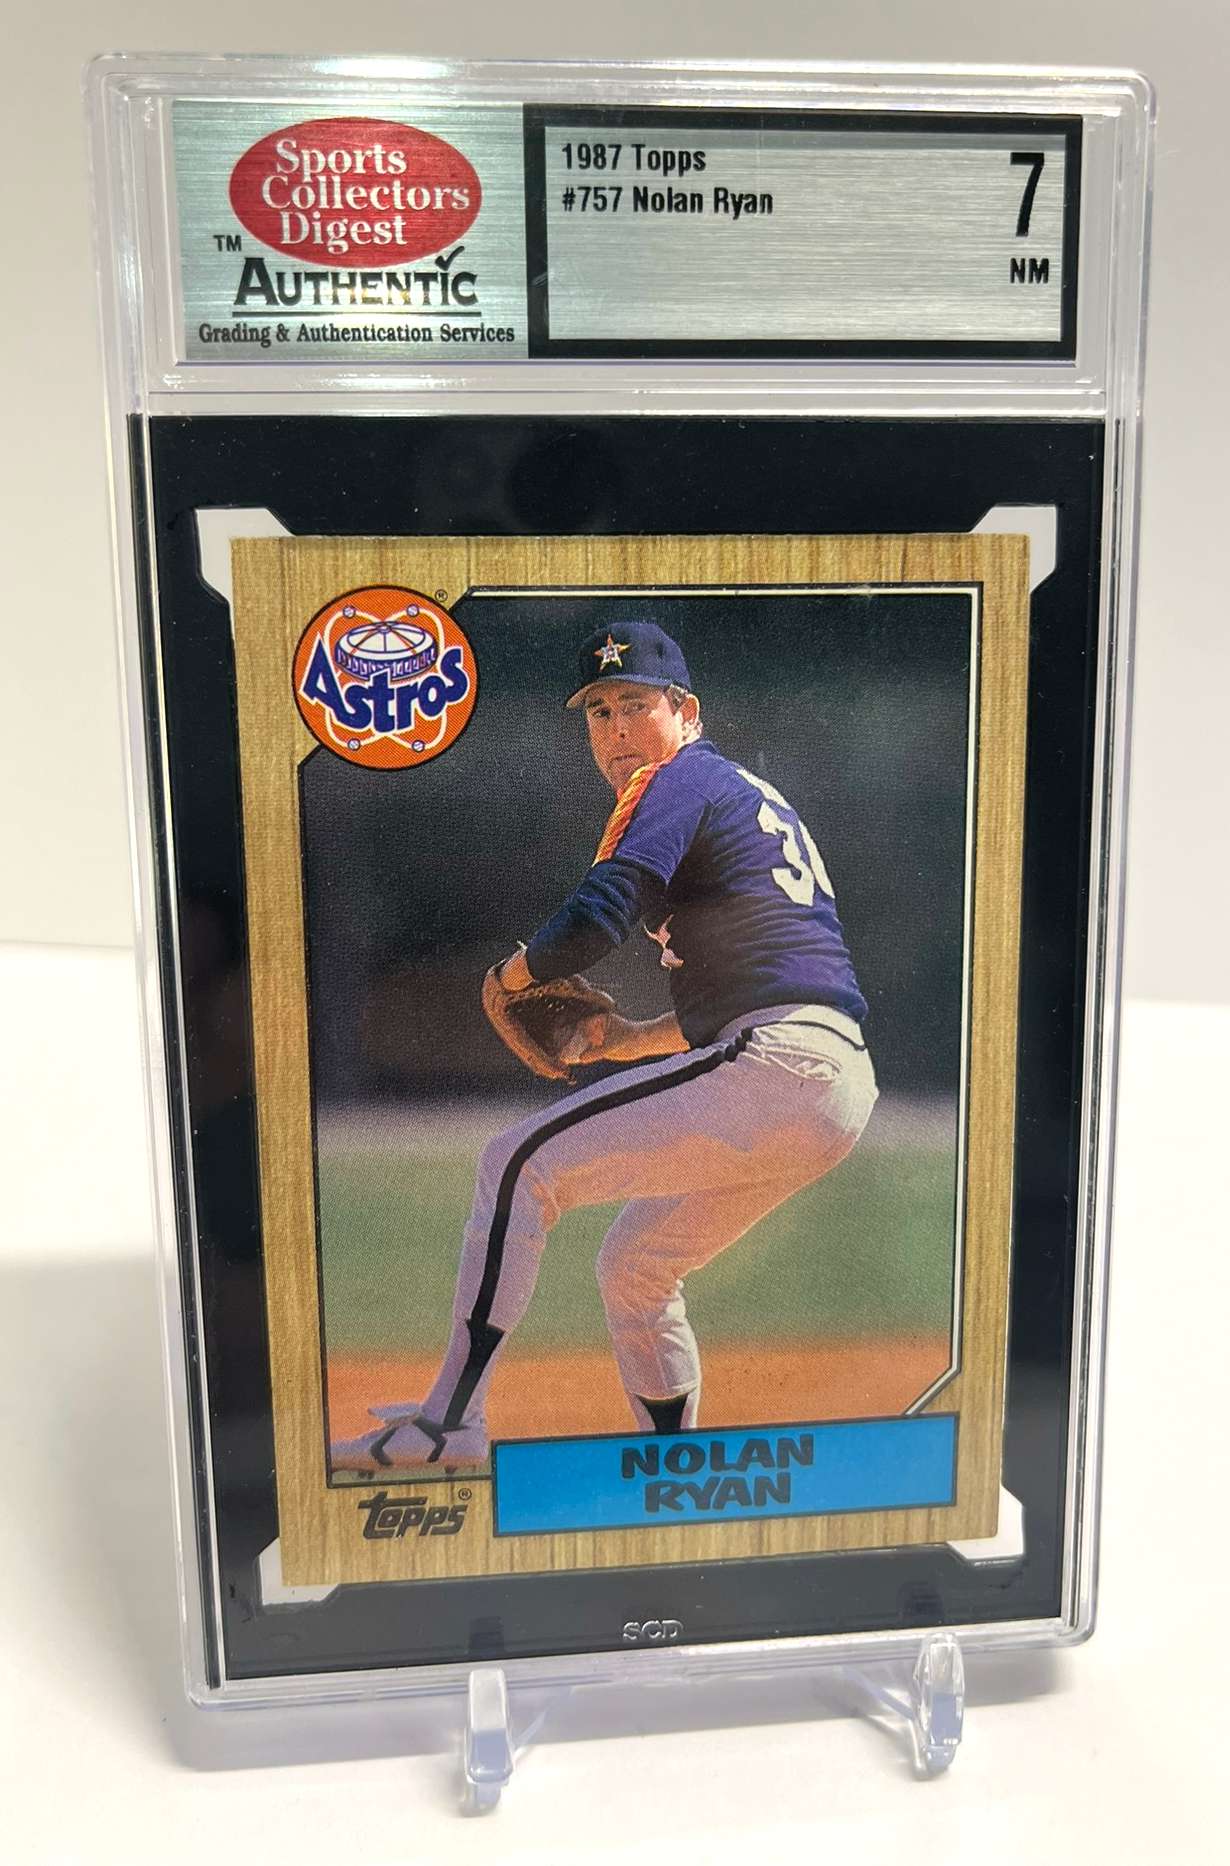 Sports
Collectors
Digest
™
AUTHENTIC
Grading & Authentication Services
1987 Topps
#757 Nolan Ryan
7
NM
Astros
®
3
NOLAN
RYAN
topps®
SCD